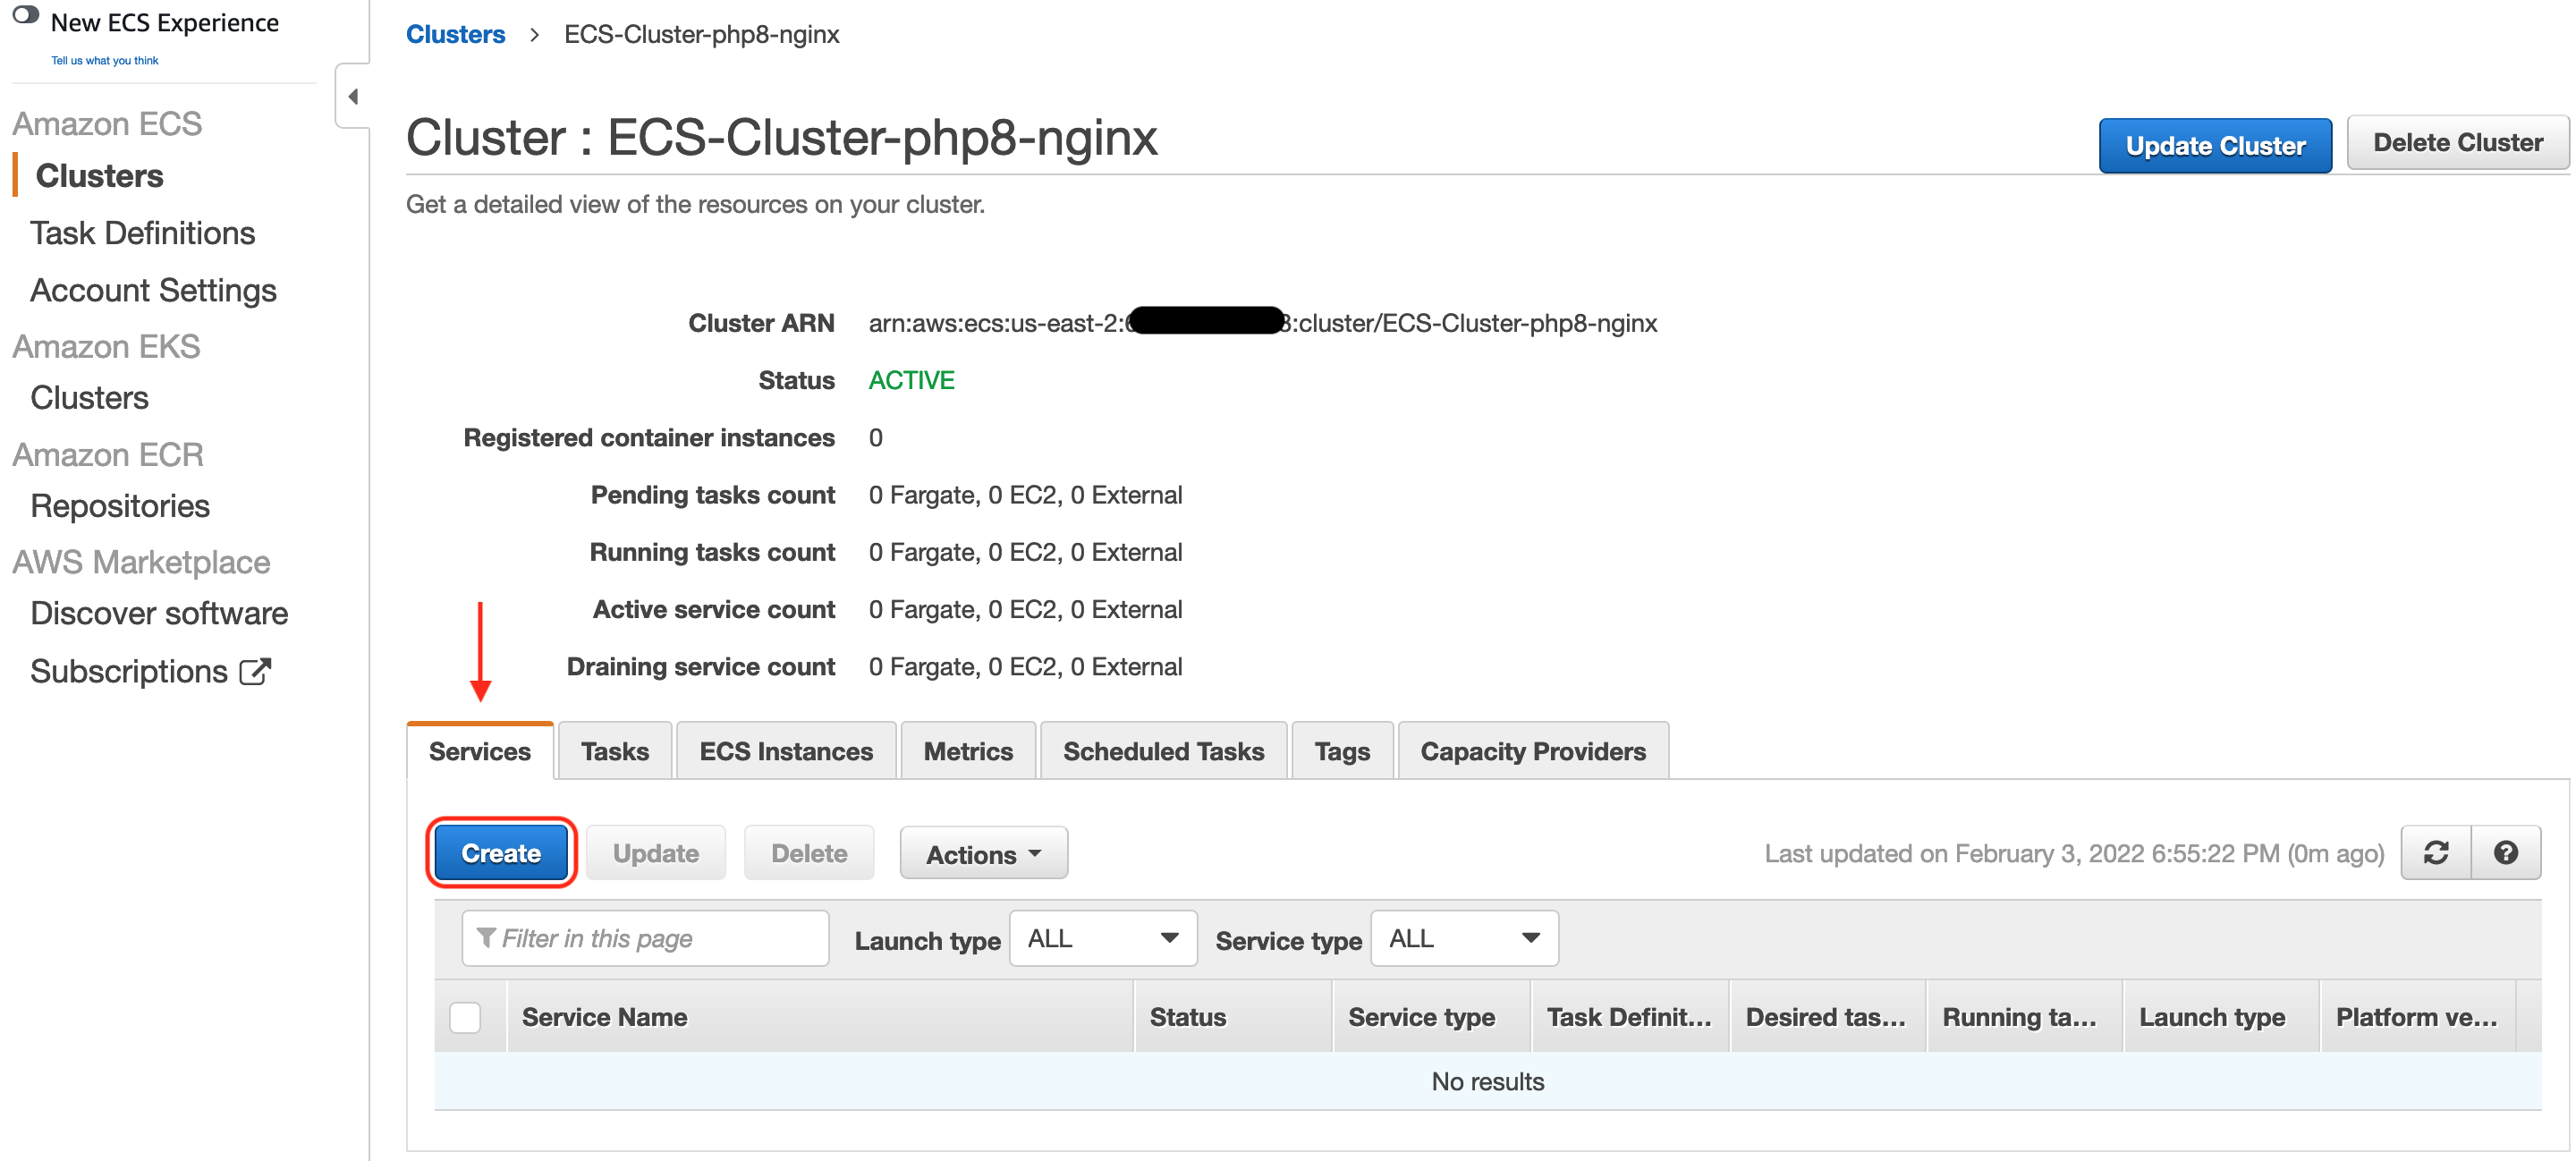 New ECS Experience
Tell us what you think
Amazon ECS
Clusters
Task Definitions
Account Settings
Amazon EKS
Clusters
Amazon ECR
Repositories
AWS Marketplace
Discover software
Subscriptions
Clusters > ECS-Cluster-php8-nginx
Cluster : ECS-Cluster-php8-nginx
Update Cluster Delete Cluster
Get a detailed view of the resources on your cluster.
Cluster ARN arn:aws:ecs:us-east-2: :cluster/ECS-Cluster-php8-nginx
Status ACTIVE
Registered container instances 0
Pending tasks count 0 Fargate, 0 EC2, 0 External
Running tasks count 0 Fargate, 0 EC2, 0 External
Active service count 0 Fargate, 0 EC2, 0 External
Draining service count 0 Fargate, 0 EC2, 0 External
Services Tasks ECS Instances Metrics Scheduled Tasks Tags Capacity Providers
Create Update Delete Actions Last updated on February 3, 2022 6:55:22 PM (0m ago) ?
Filter in this page Launch type ALL Service type ALL
Service Name Status Service type Task Definit... Desired tas... Running ta... Launch type Platform ve...
No results